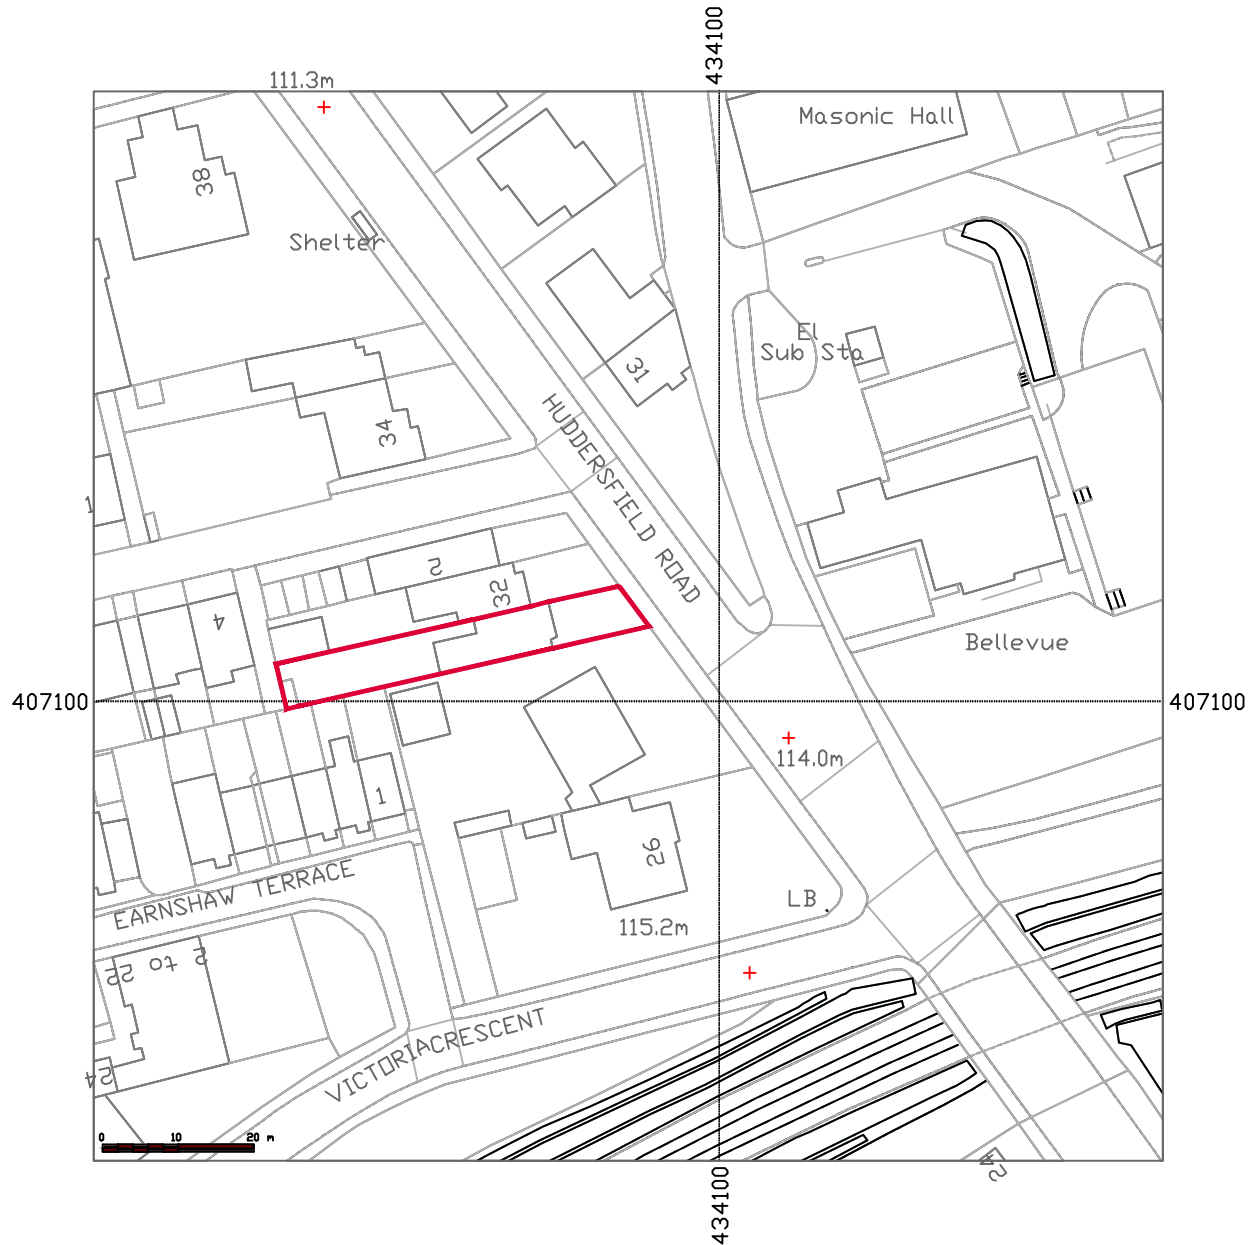 434100
111.3m
Masonic Hall
38
Shelter
El
Sub Sta
31
34
HUDDERSFIELD ROAD
1
2
32
4
Bellevue
407100
407100
114.0m
1
26
EARNSHAW TERRACE
LB
115.2m
2 to 22
VICTORIA CRESCENT
24
0 10 20 m
24
434100